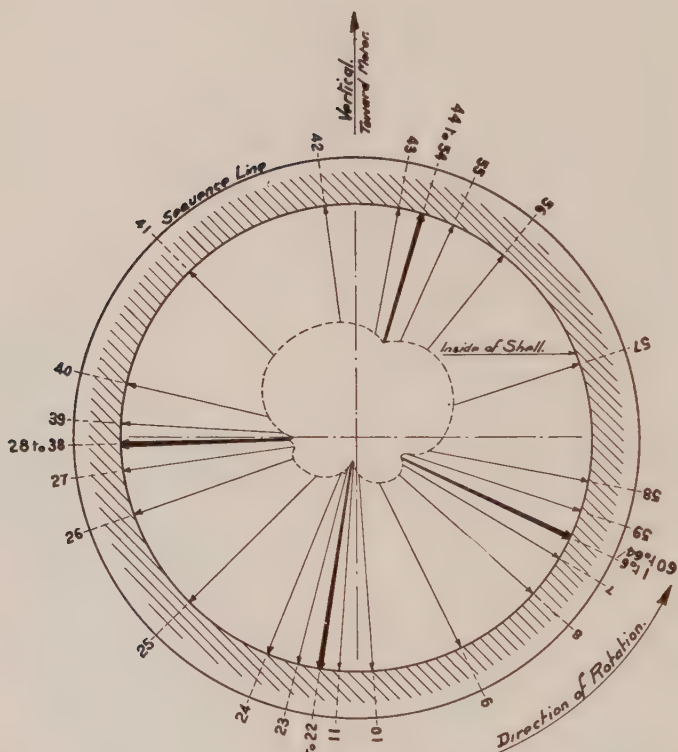 Vertical.
Toward Motor.
Sequence Line
Inside of Shell.
Direction of Rotation.
42
43
44 to 54
55
56
57
58
59
60 to 64
1 to 6
7
8
9
10
11
to 22
23
24
25
26
27
28 to 38
39
40
41